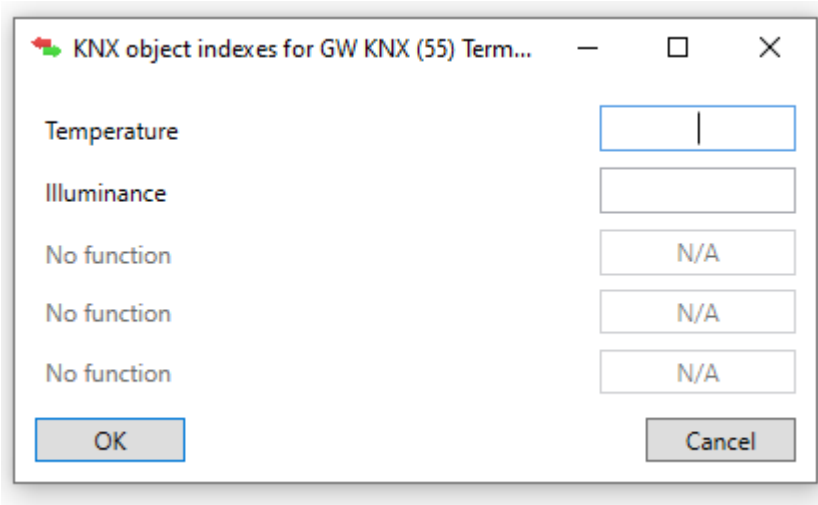 KNX object indexes for GW KNX (55) Term...
Temperature
Illuminance
No function N/A
No function N/A
No function N/A
OK Cancel